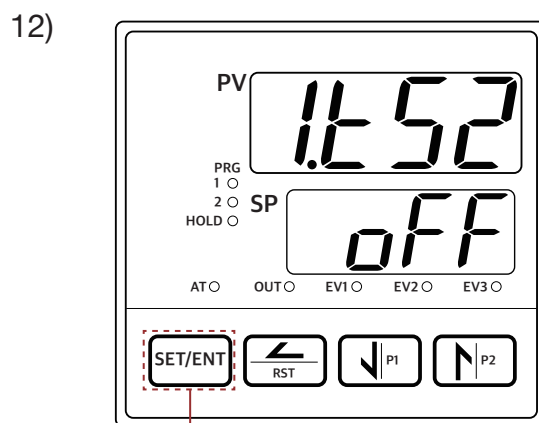 12)
PV 1.tS2
PRG
1
2
HOLD
SP oFF
AT OUT EV1 EV2 EV3
SET/ENT RST P1 P2